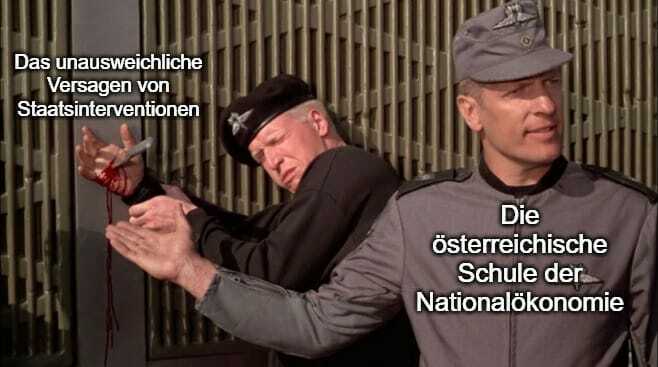 Das unausweichliche
Versagen von
Staatsinterventionen
Die
österreichische
Schule der
Nationalökonomie